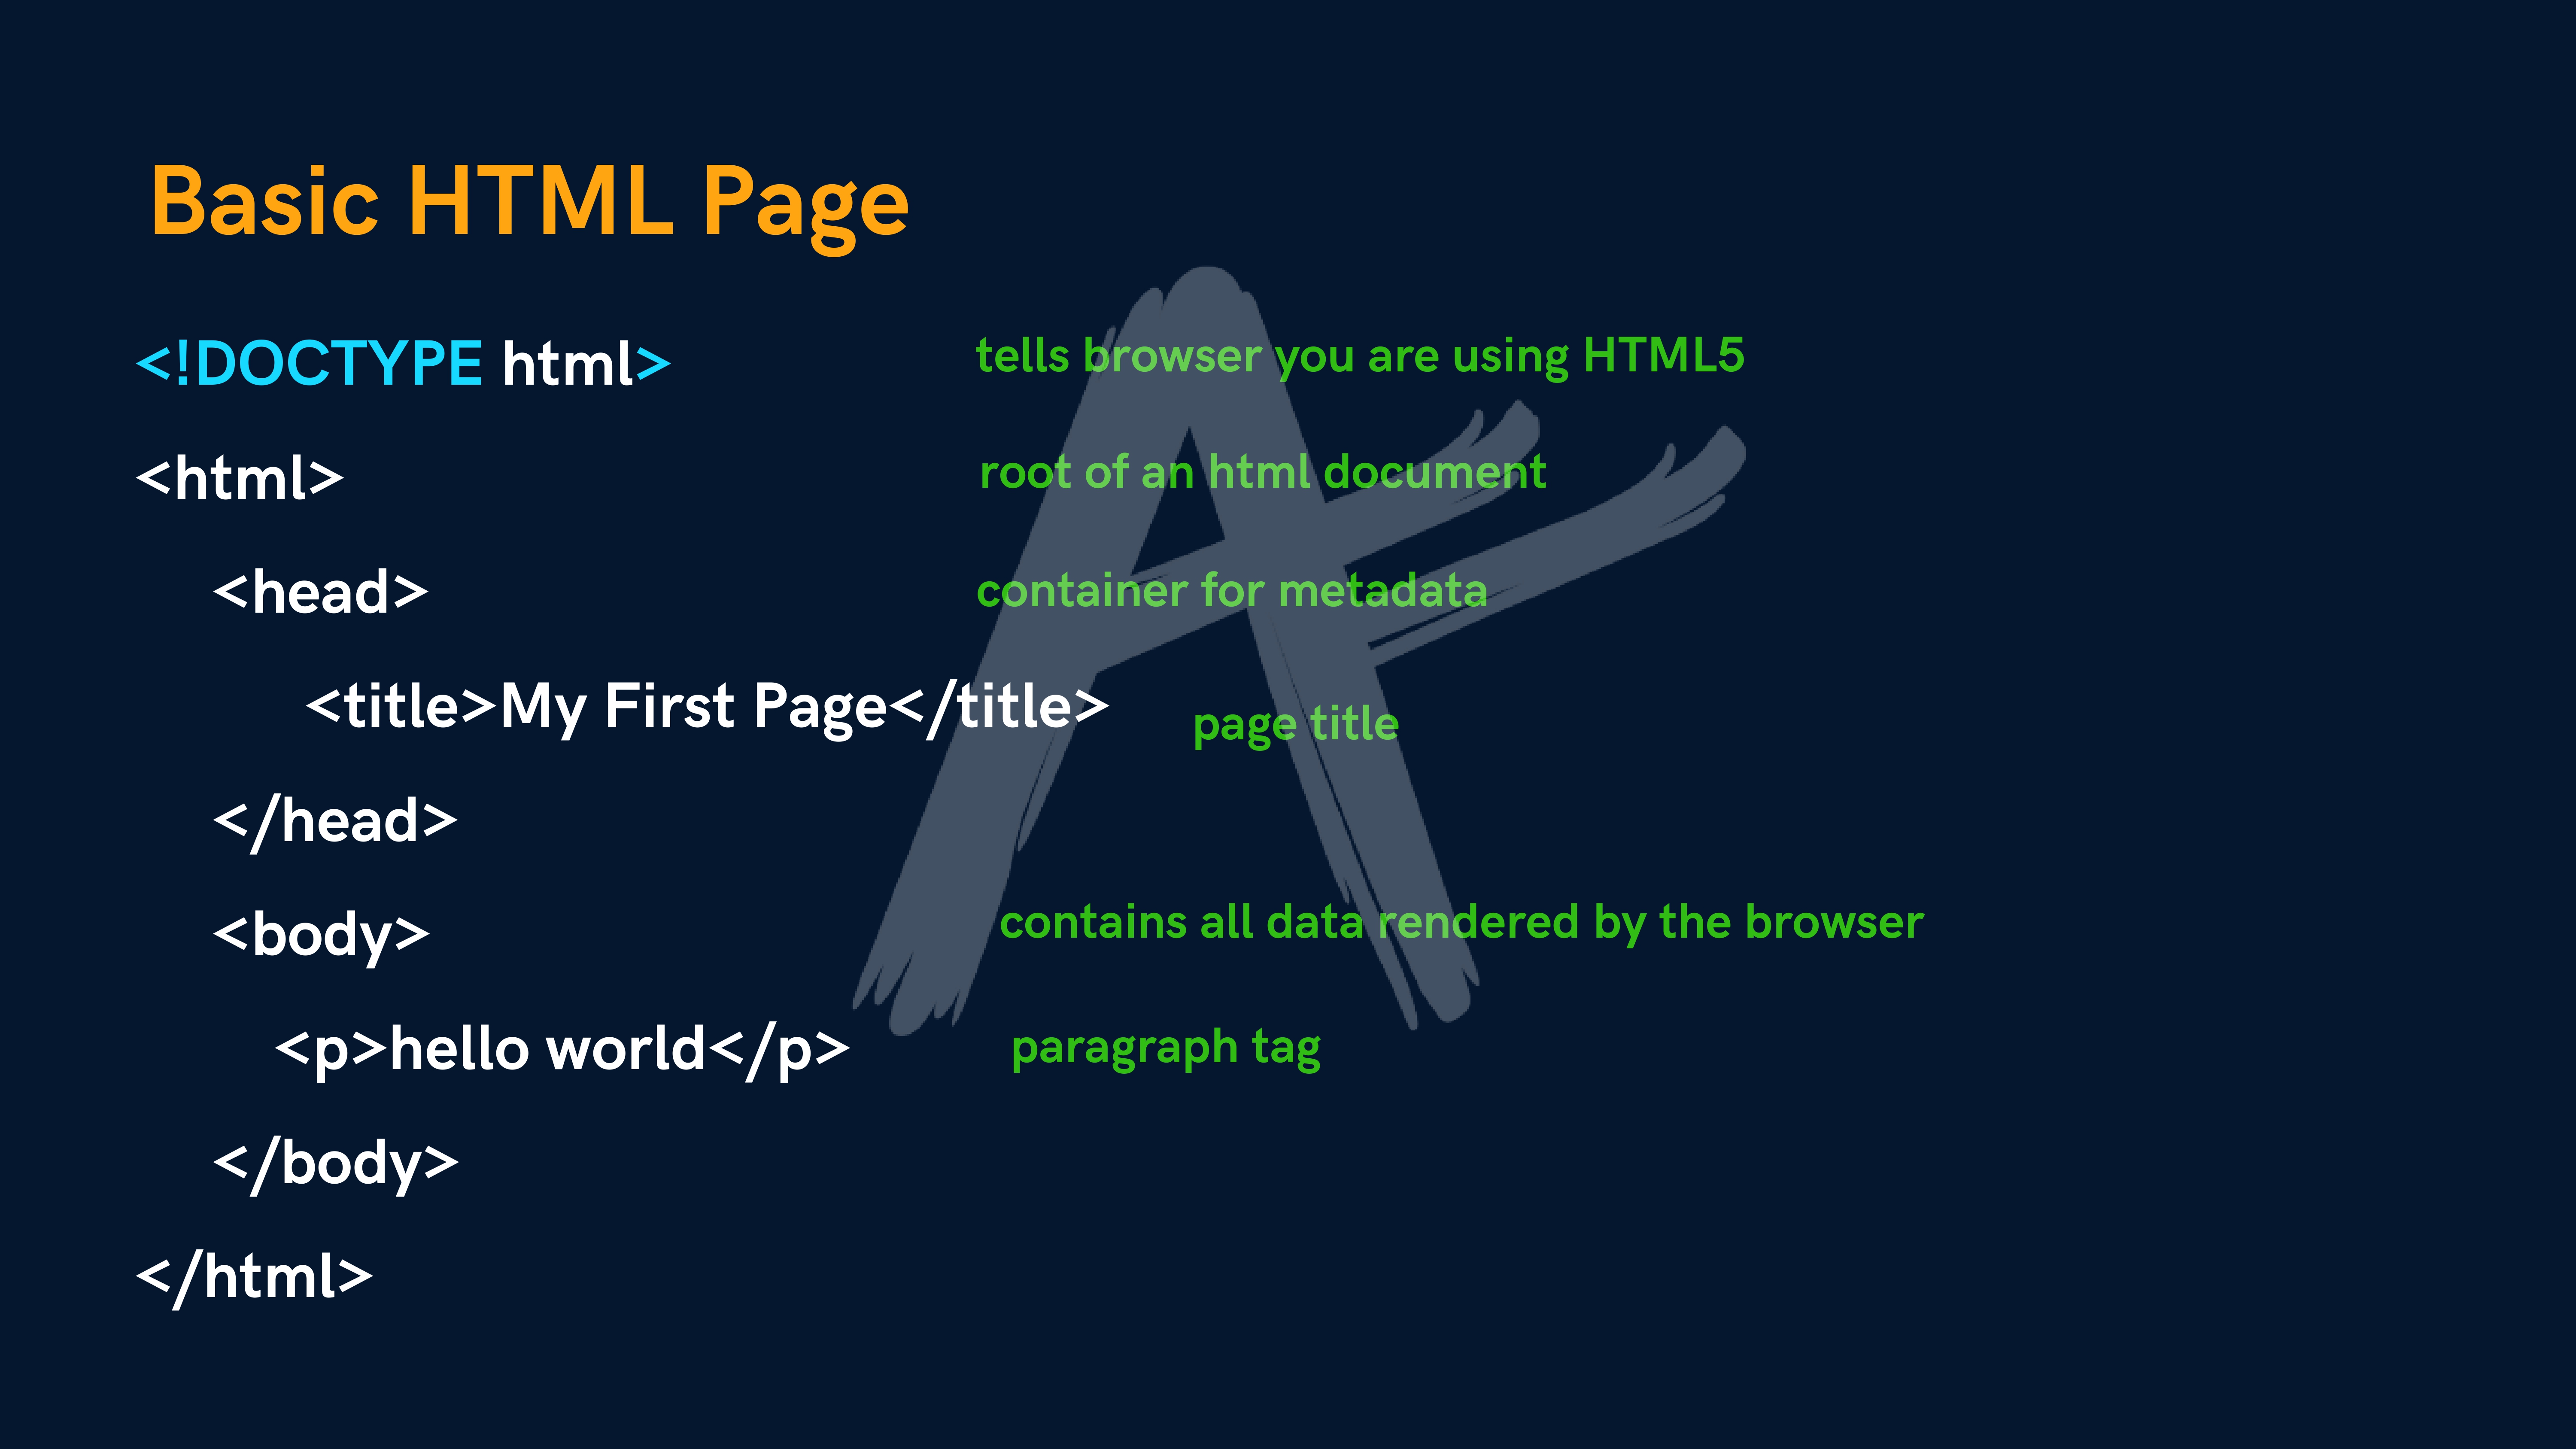 Basic HTML Page
<!DOCTYPE html> tells browser you are using HTML5
<html> root of an html document
<head> container for metadata
<title>My First Page</title> page title
</head>
<body> contains all data rendered by the browser
<p>hello world</p> paragraph tag
</body>
</html>